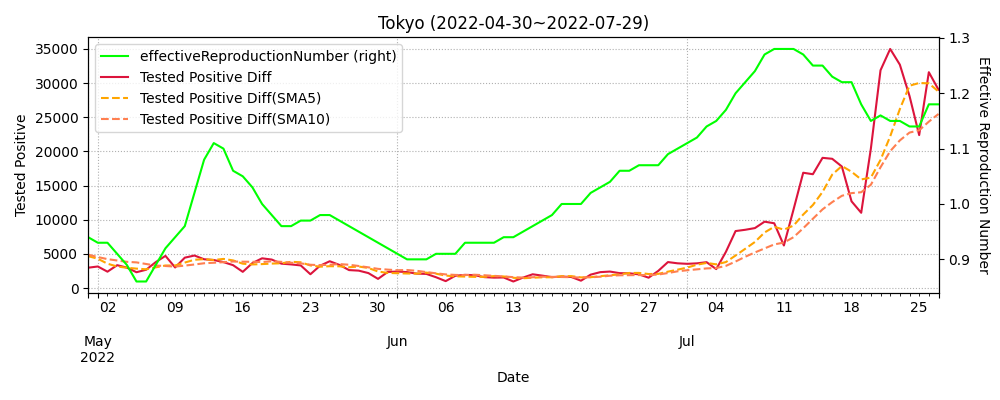 Tokyo (2022-04-30~2022-07-29)
effectiveReproductionNumber (right)
Tested Positive Diff
Tested Positive Diff(SMA5)
Tested Positive Diff(SMA10)
Tested Positive
35000
30000
25000
20000
15000
10000
5000
0
1.3
1.2
1.1
1.0
0.9
Effective Reproduction Number
02 09 16 23 30 06 13 20 27 04 11 18 25
May Jun Jul
2022
Date